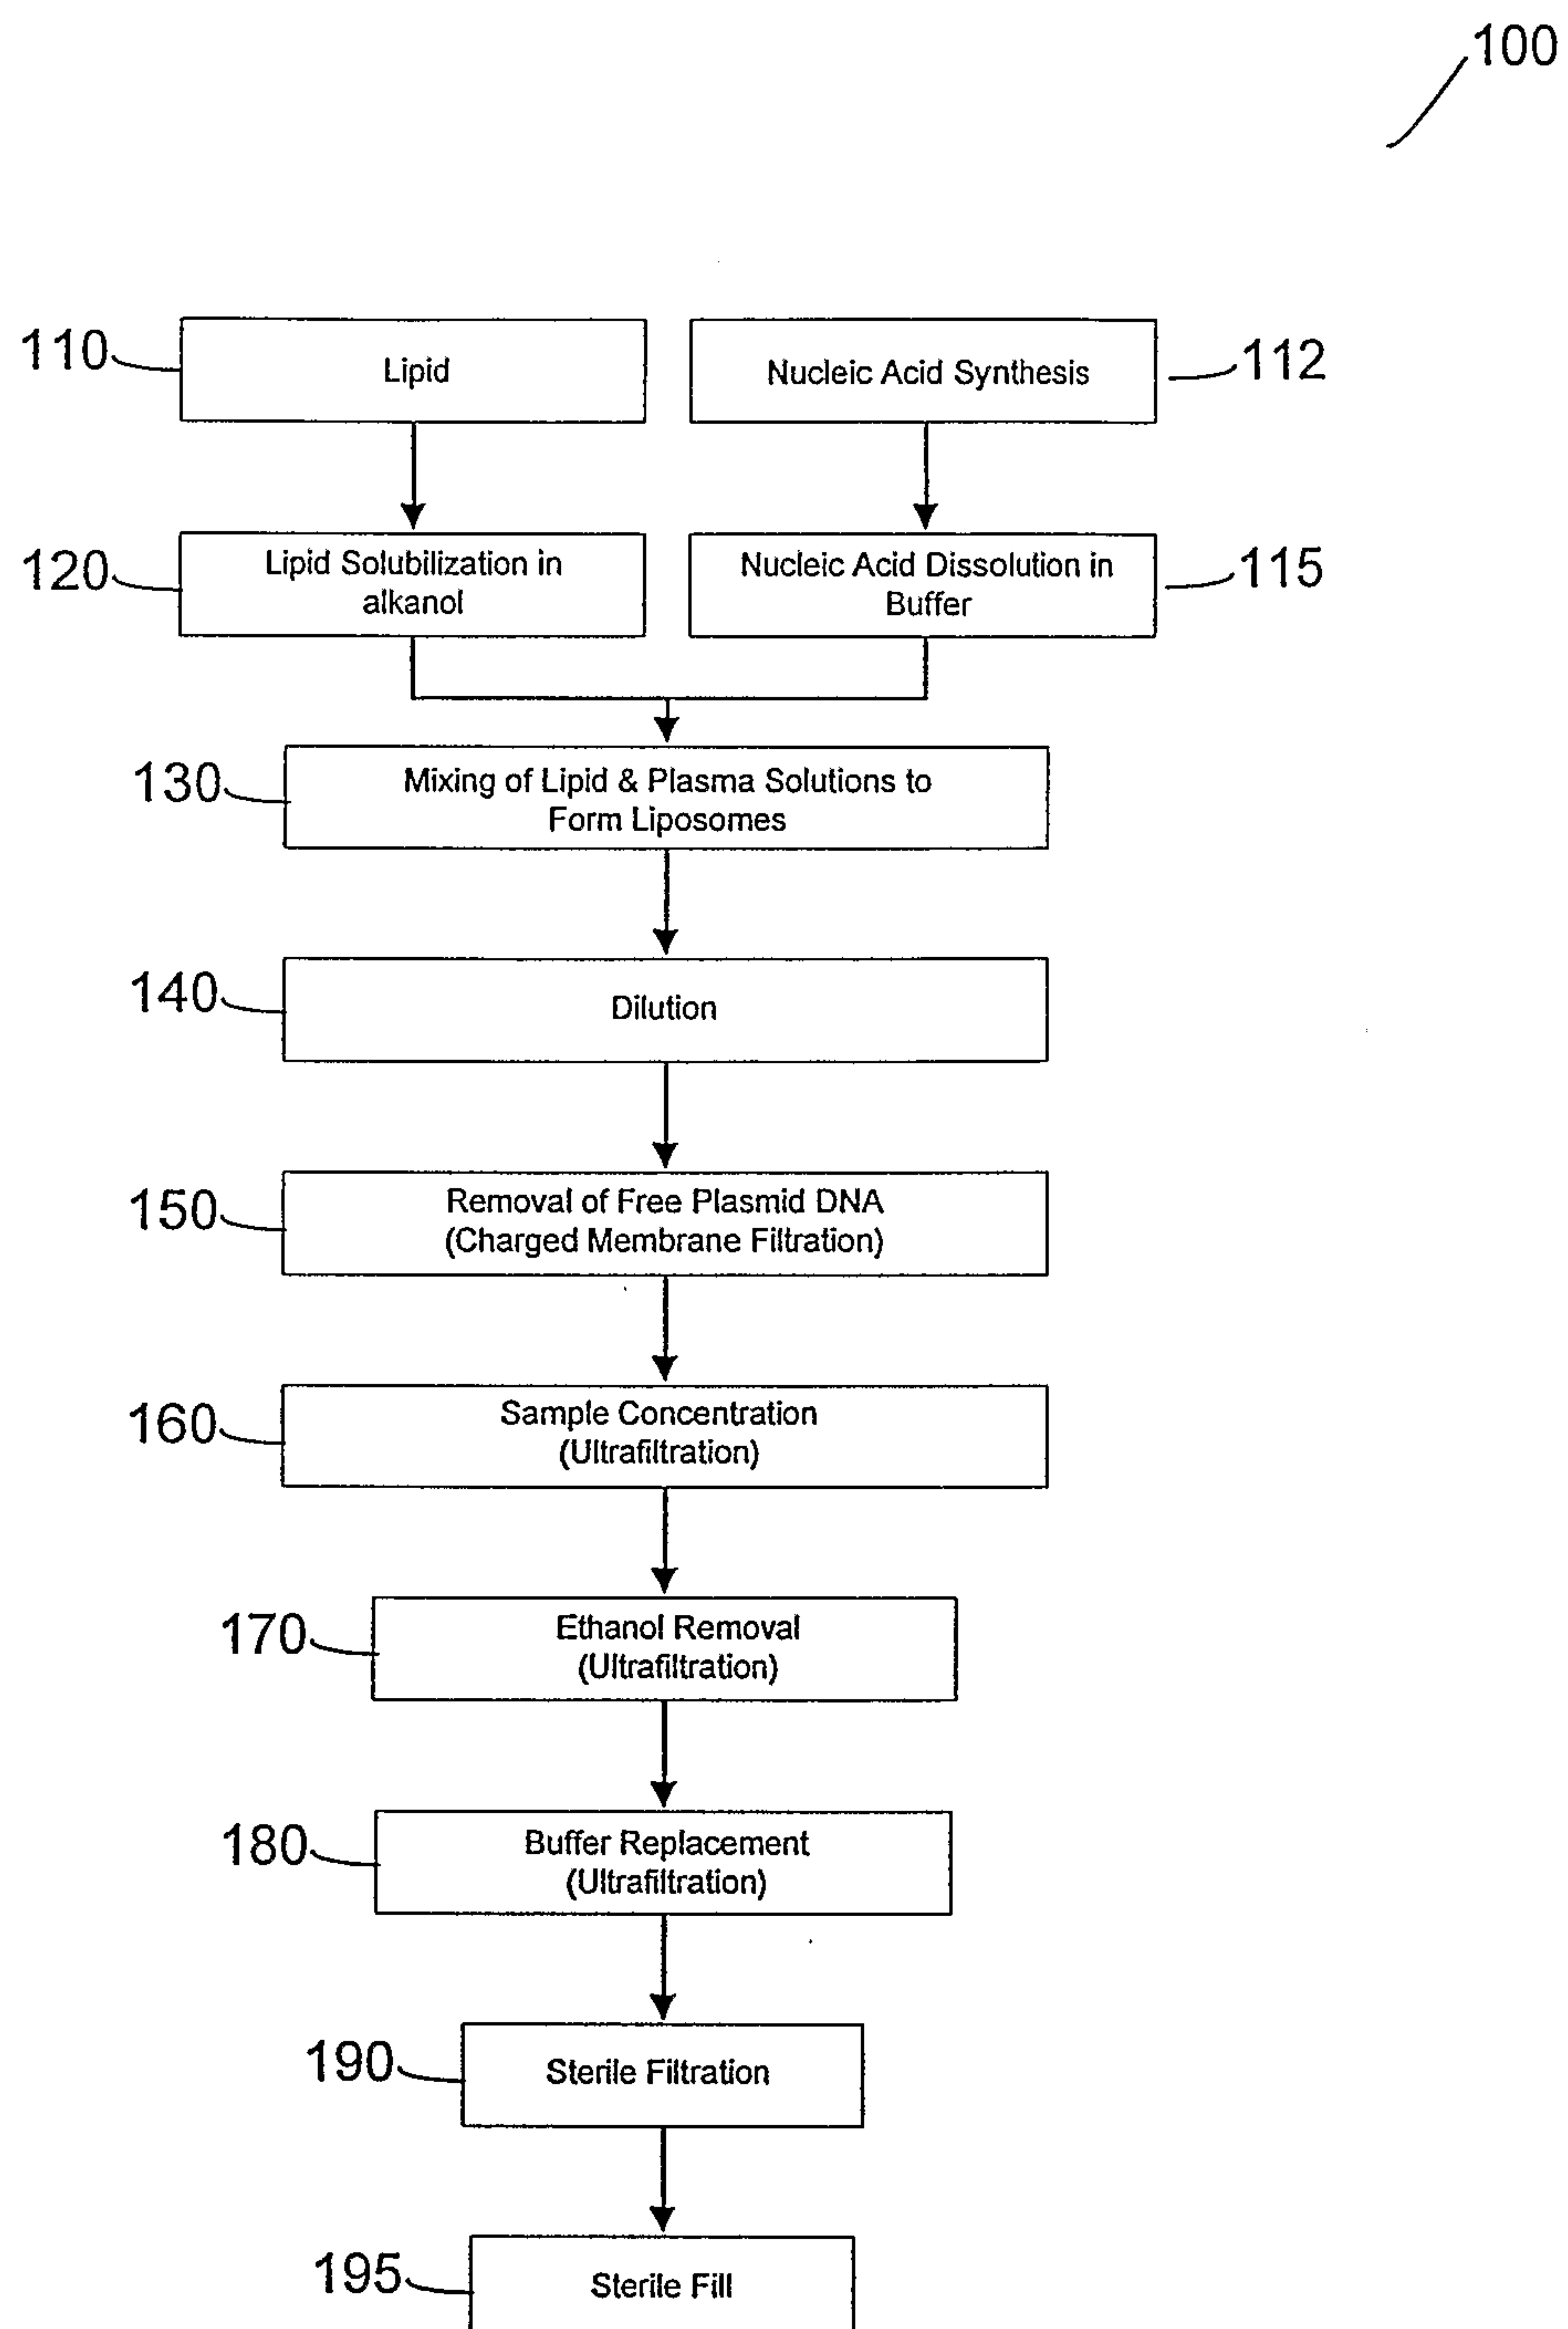 100
110
Lipid
Nucleic Acid Synthesis
112
120
Lipid Solubilization in
alkanol
Nucleic Acid Dissolution in
Buffer
115
130
Mixing of Lipid & Plasma Solutions to
Form Liposomes
140
Dilution
150
Removal of Free Plasmid DNA
(Charged Membrane Filtration)
160
Sample Concentration
(Ultrafiltration)
170
Ethanol Removal
(Ultrafiltration)
180
Buffer Replacement
(Ultrafiltration)
190
Sterile Filtration
195
Sterile Fill